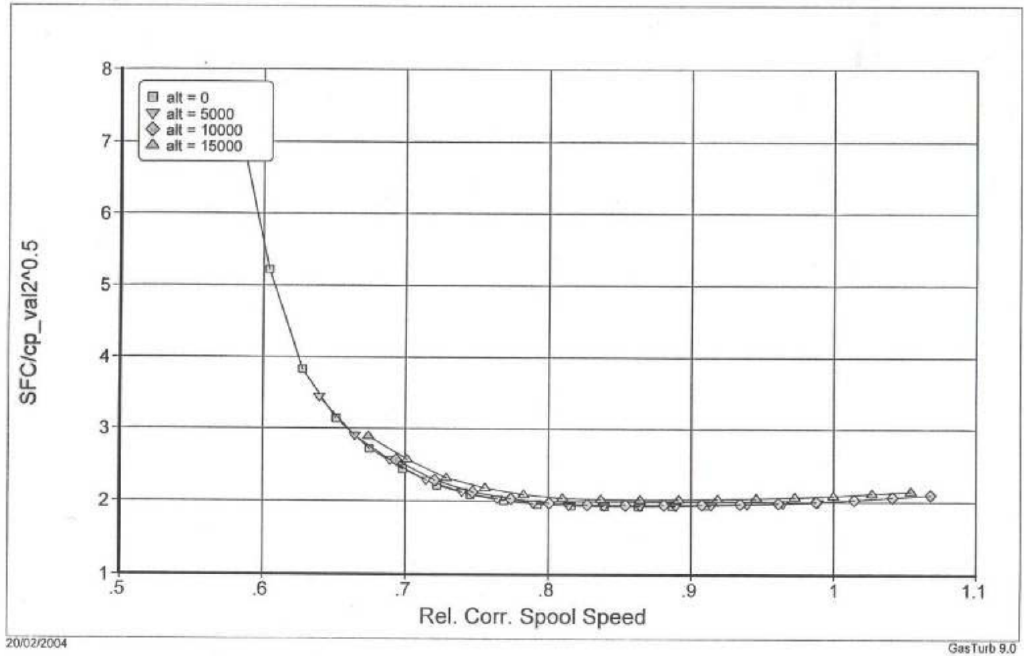 8
alt = 0
alt = 5000
alt = 10000
alt = 15000
7
6
5
4
3
2
1
SFC/cp_val2^0.5
.5 .6 .7 .8 .9 1 1.1
Rel. Corr. Spool Speed
20/02/2004 GasTurb 9.0